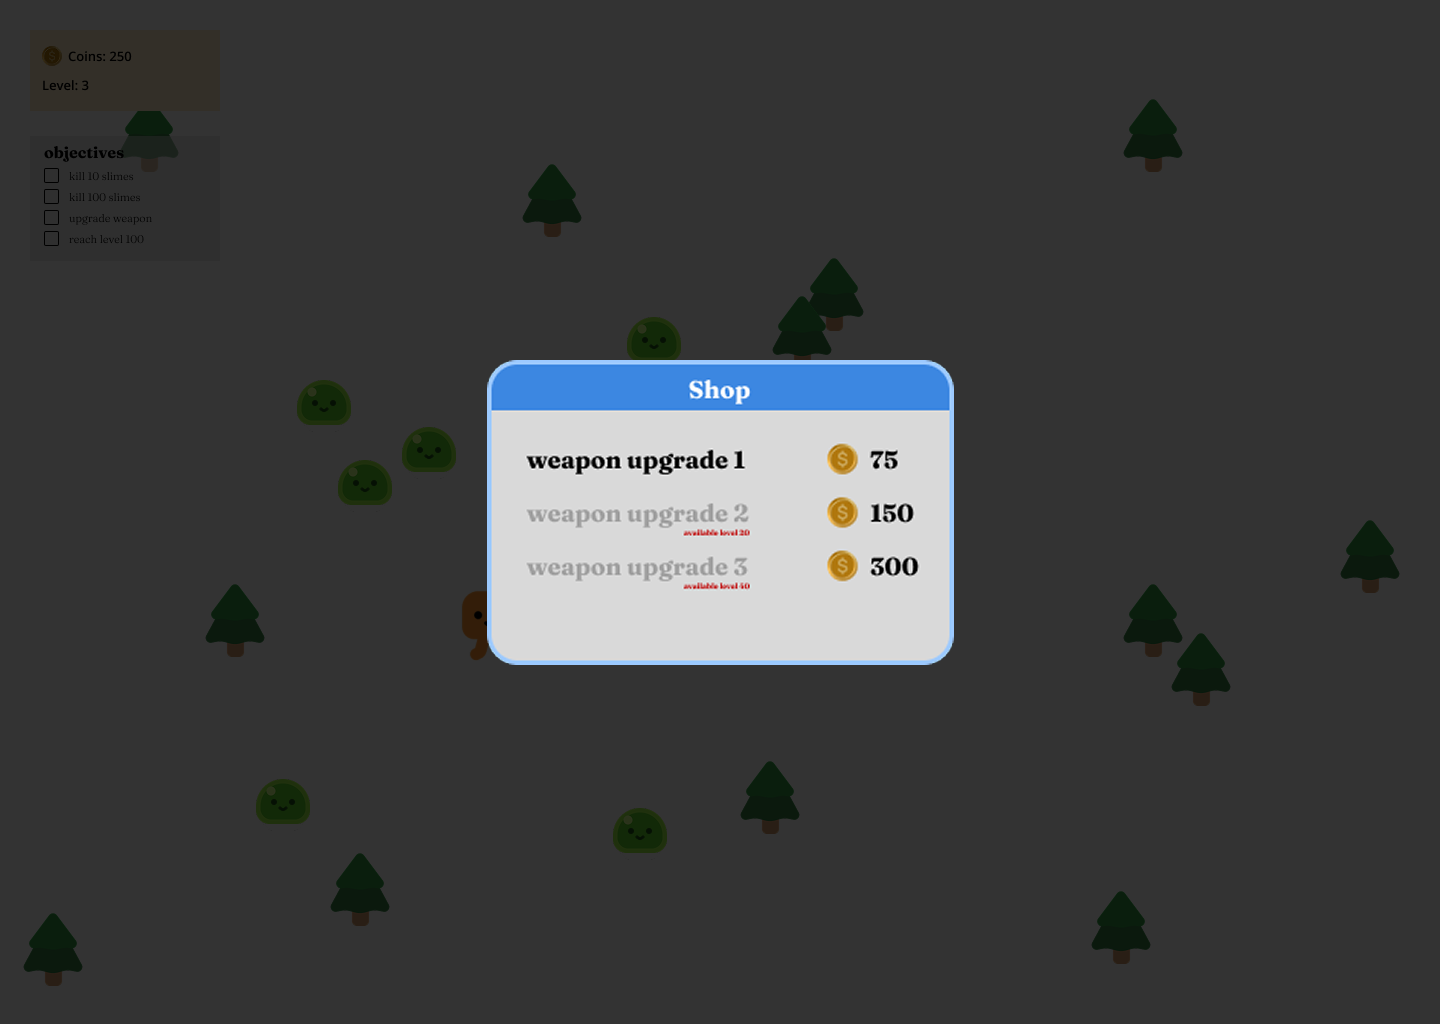 Coins: 250
Level: 3
objectives
kill 10 slimes
kill 100 slimes
upgrade weapon
reach level 100
Shop
weapon upgrade 1 $ 75
weapon upgrade 2 $ 150
available level 20
weapon upgrade 3 $ 300
available level 40